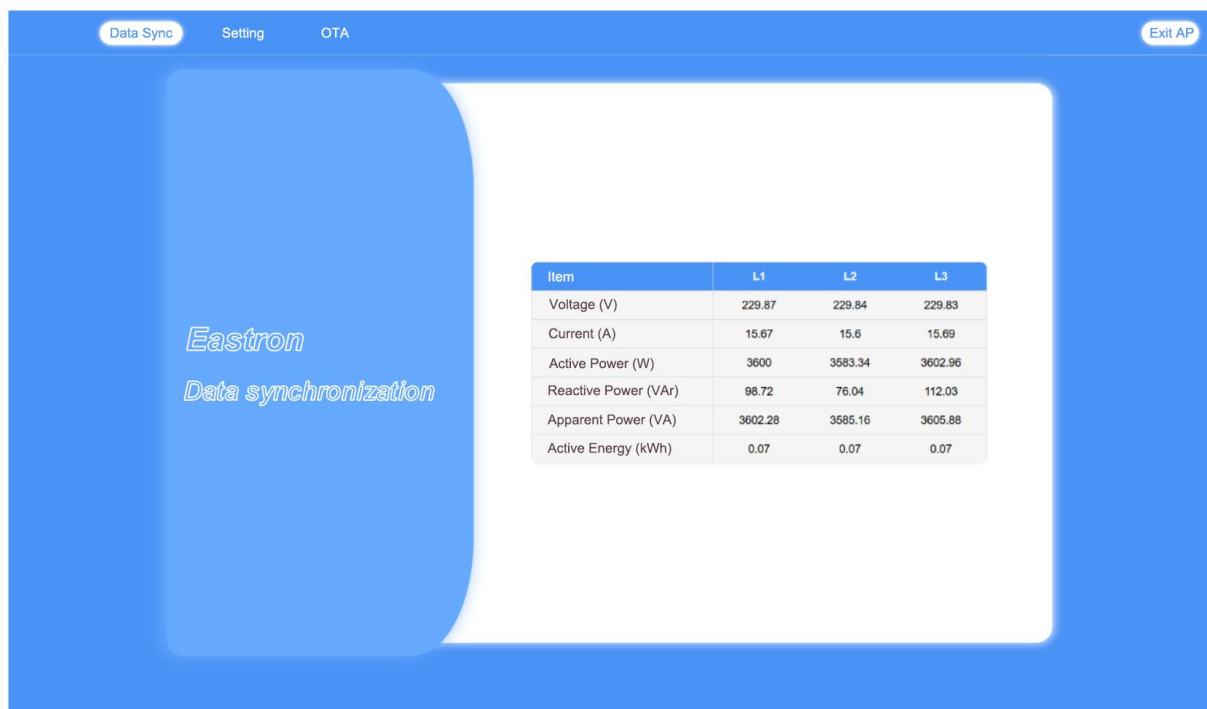 Data Sync Setting OTA Exit AP
Eastron
Data synchronization
Item L1 L2 L3
Voltage (V) 229.87 229.84 229.83
Current (A) 15.67 15.6 15.69
Active Power (W) 3600 3583.34 3602.96
Reactive Power (VAr) 98.72 76.04 112.03
Apparent Power (VA) 3602.28 3585.16 3605.88
Active Energy (kWh) 0.07 0.07 0.07